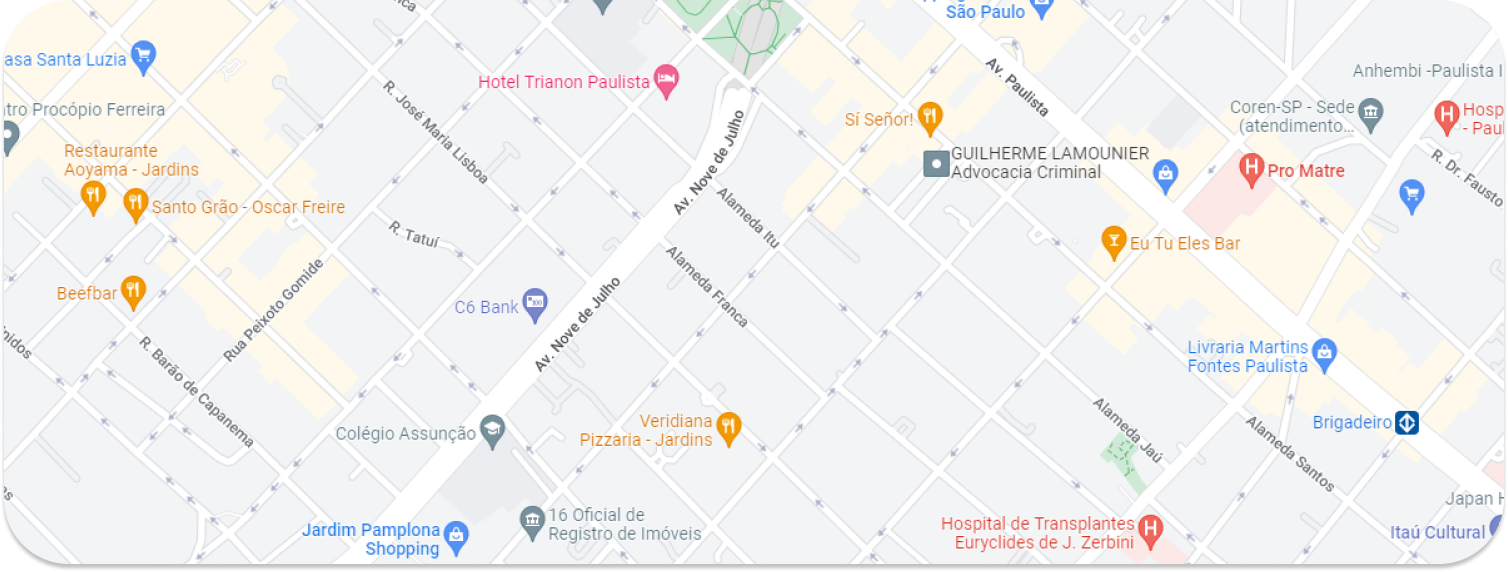 São Paulo
asa Santa Luzia
Hotel Trianon Paulista
Av. Paulista
Anhembi -Paulista I
tro Procópio Ferreira
R. José Maria Lisboa
Sí Señor!
Coren-SP - Sede
(atendimento...
Hosp
- Paul
Restaurante
Aoyama - Jardins
Av. Nove de Julho
GUILHERME LAMOUNIER
Advocacia Criminal
Pro Matre
R. Dr. Fausto
Santo Grão - Oscar Freire
Alameda Itu
R. Tatuí
Eu Tu Eles Bar
Beefbar
Rua Peixoto Gomide
C6 Bank
Alameda Franca
Av. Nove de Julho
R. Barão de Capanema
Livraria Martins
Fontes Paulista
Colégio Assunção
Veridiana
Pizzaria - Jardins
Alameda Jaú
Alameda Santos
Brigadeiro
Jardim Pamplona
Shopping
16 Oficial de
Registro de Imóveis
Hospital de Transplantes
Euryclides de J. Zerbini
Japan H
Itaú Cultural